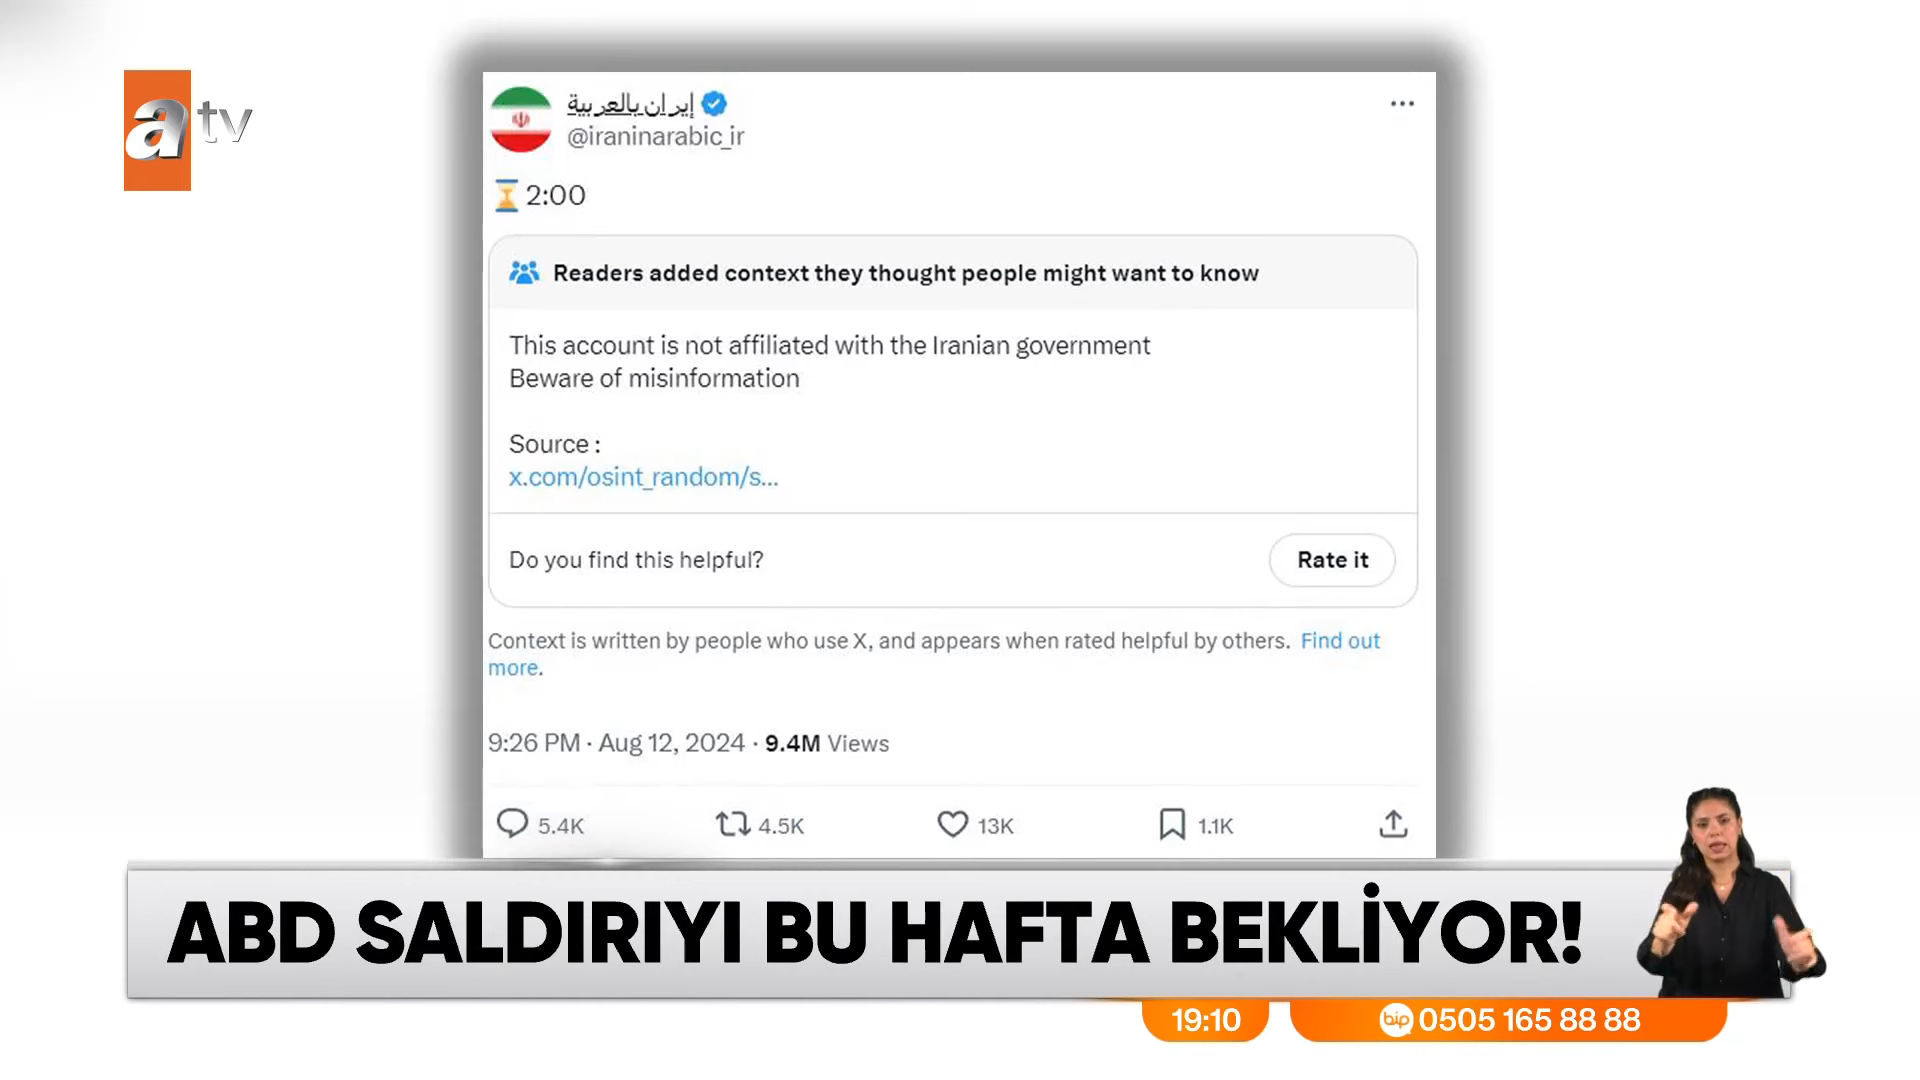 atv
إيران بالعربية
@iraninarabic_ir
⌛ 2:00
Readers added context they thought people might want to know
This account is not affiliated with the Iranian government
Beware of misinformation
Source :
x.com/osint_random/s...
Do you find this helpful?
Rate it
Context is written by people who use X, and appears when rated helpful by others. Find out
more.
9:26 PM · Aug 12, 2024 · 9.4M Views
5.4K 4.5K 13K 1.1K
ABD SALDIRIYI BU HAFTA BEKLİYOR!
19:10 bip 0505 165 88 88